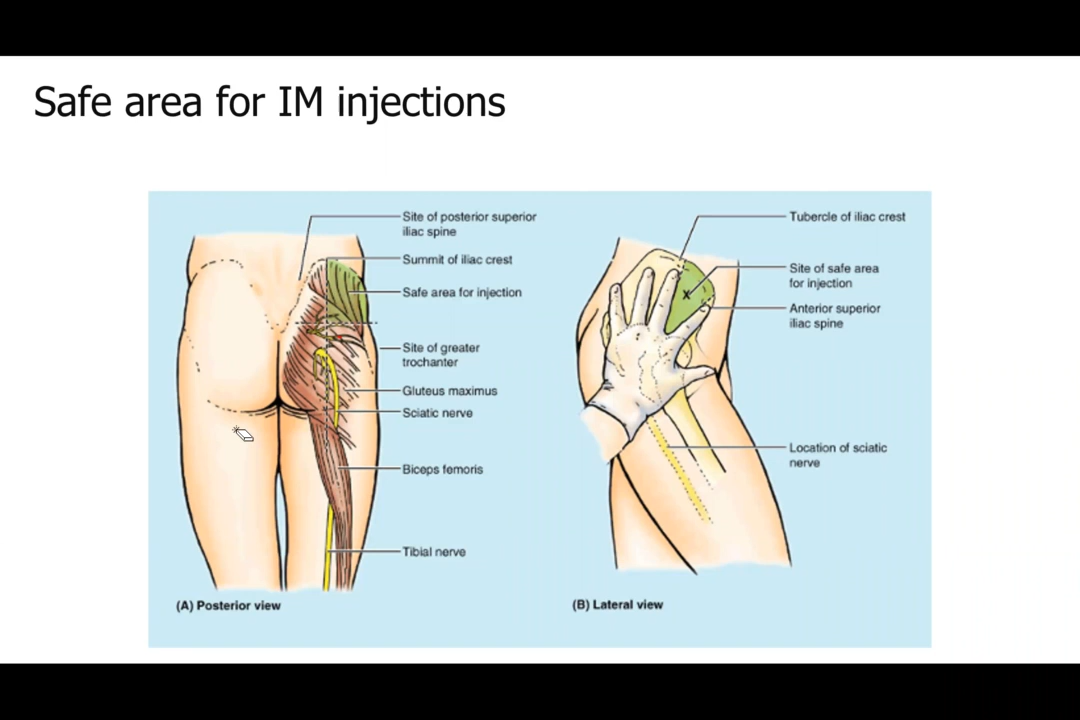 Safe area for IM injections
Site of posterior superior
iliac spine
Summit of iliac crest
Safe area for injection
Site of greater
trochanter
Gluteus maximus
Sciatic nerve
Biceps femoris
Tibial nerve
(A) Posterior view
Tubercle of iliac crest
Site of safe area
for injection
Anterior superior
iliac spine
x
Location of sciatic
nerve
(B) Lateral view